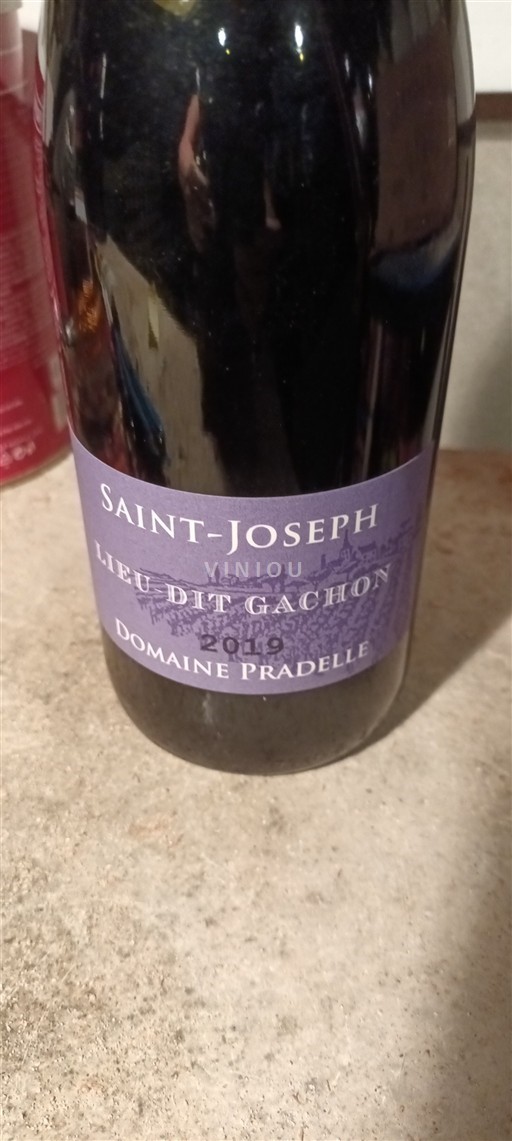 SAINT-JOSEPH
VINIOU
LIEU-DIT GACHON
2019
DOMAINE PRADELLE